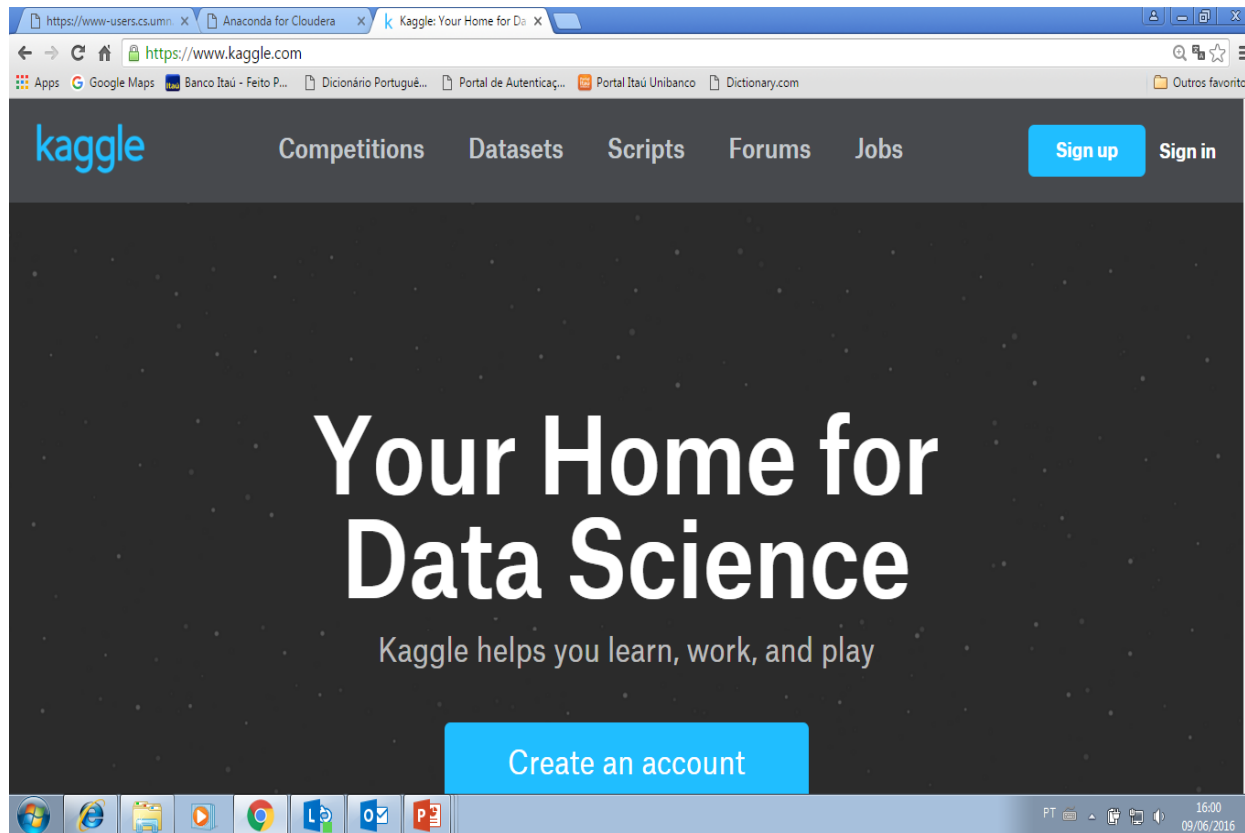 https://www-users.cs.umn. Anaconda for Cloudera Kaggle: Your Home for Da
https://www.kaggle.com
Apps Google Maps Banco Itaú - Feito P... Dicionário Portuguê... Portal de Autenticaç... Portal Itaú Unibanco Dictionary.com Outros favorito
kaggle Competitions Datasets Scripts Forums Jobs Sign up Sign in
Your Home for
Data Science
Kaggle helps you learn, work, and play
Create an account
PT 16:00
09/06/2016